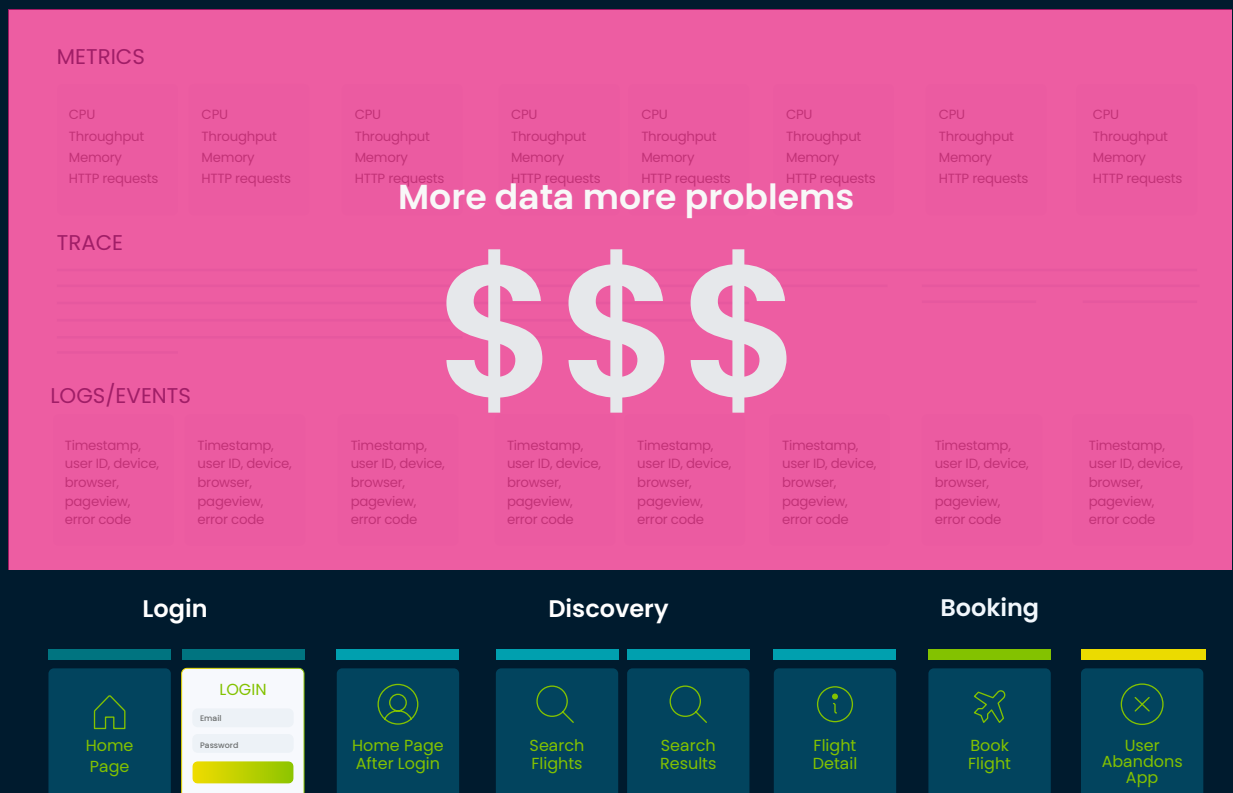 METRICS
CPU CPU CPU CPU CPU CPU CPU CPU
Throughput Throughput Throughput Throughput Throughput Throughput Throughput Throughput
Memory Memory Memory Memory Memory Memory Memory Memory
HTTP requests HTTP requests HTTP requests HTTP requests HTTP requests HTTP requests HTTP requests HTTP requests
More data more problems
TRACE
$$$
LOGS/EVENTS
Timestamp, Timestamp, Timestamp, Timestamp, Timestamp, Timestamp, Timestamp, Timestamp,
user ID, device, user ID, device, user ID, device, user ID, device, user ID, device, user ID, device, user ID, device, user ID, device,
browser, browser, browser, browser, browser, browser, browser, browser,
pageview, pageview, pageview, pageview, pageview, pageview, pageview, pageview,
error code error code error code error code error code error code error code error code
Login Discovery Booking
LOGIN
Email
Password
Home
Page
Home Page
After Login
Search
Flights
Search
Results
Flight
Detail
Book
Flight
User
Abandons
App